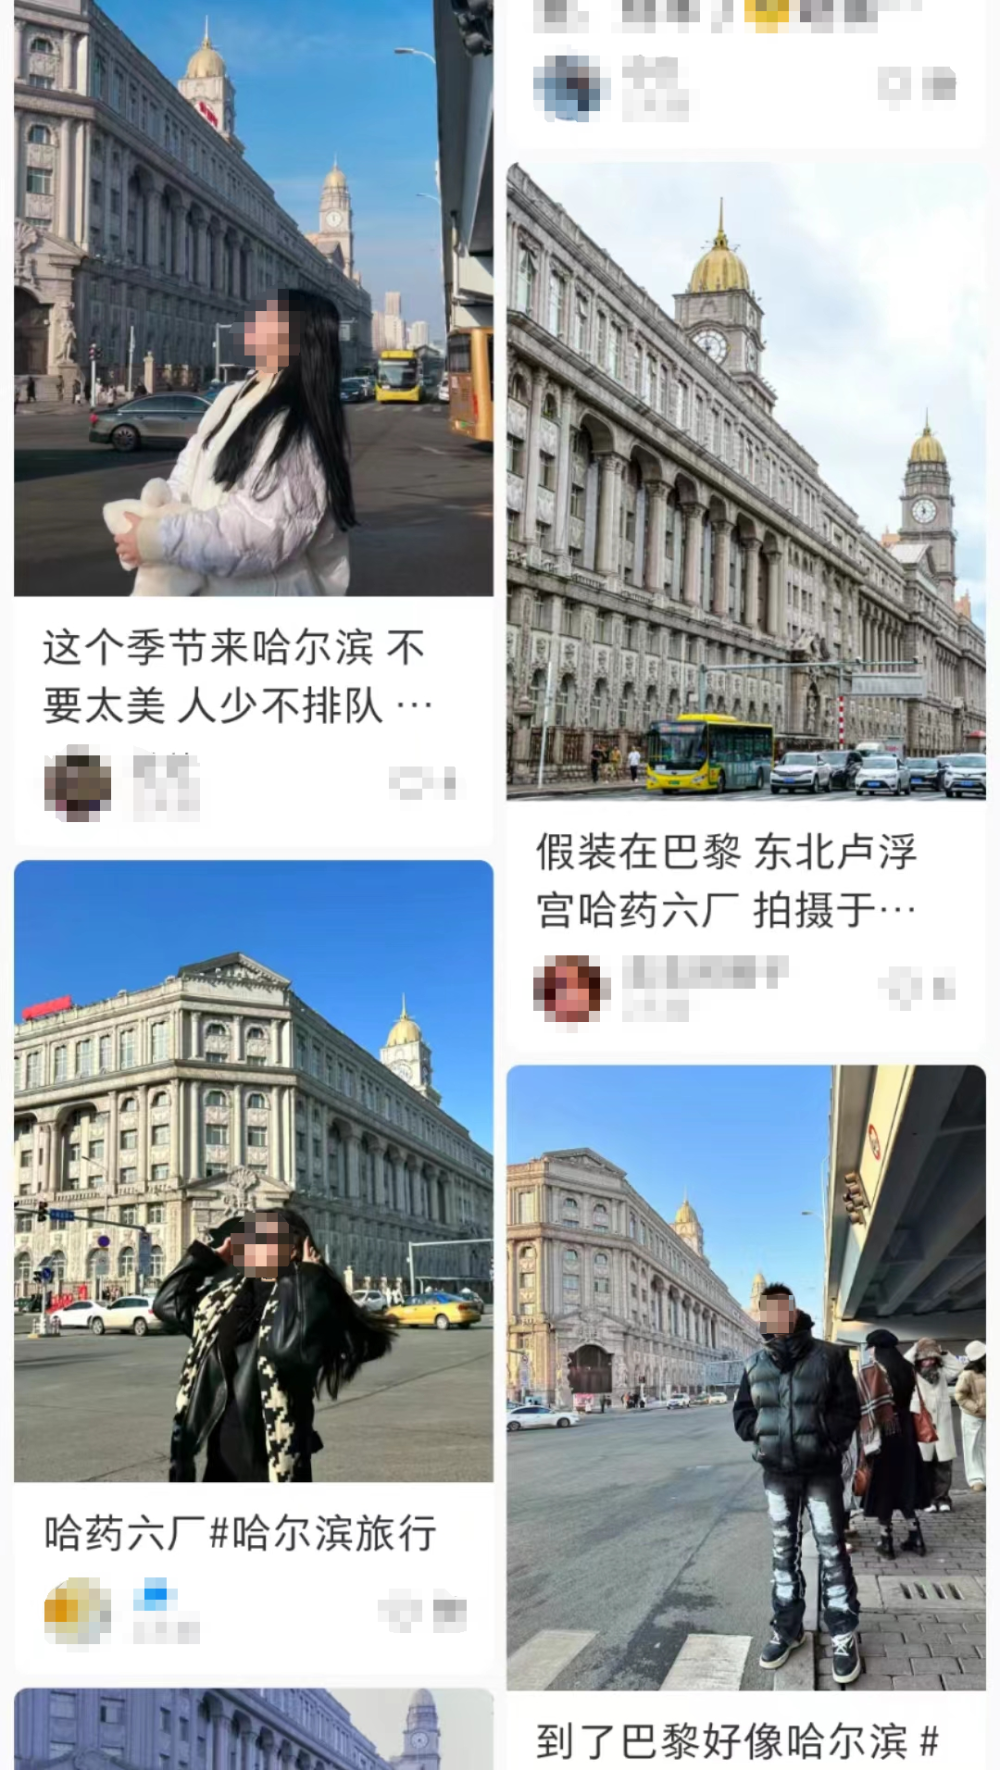 这个季节来哈尔滨 不
要太美 人少不排队 …
假装在巴黎 东北卢浮
宫哈药六厂 拍摄于…
哈药六厂#哈尔滨旅行
到了巴黎好像哈尔滨 #